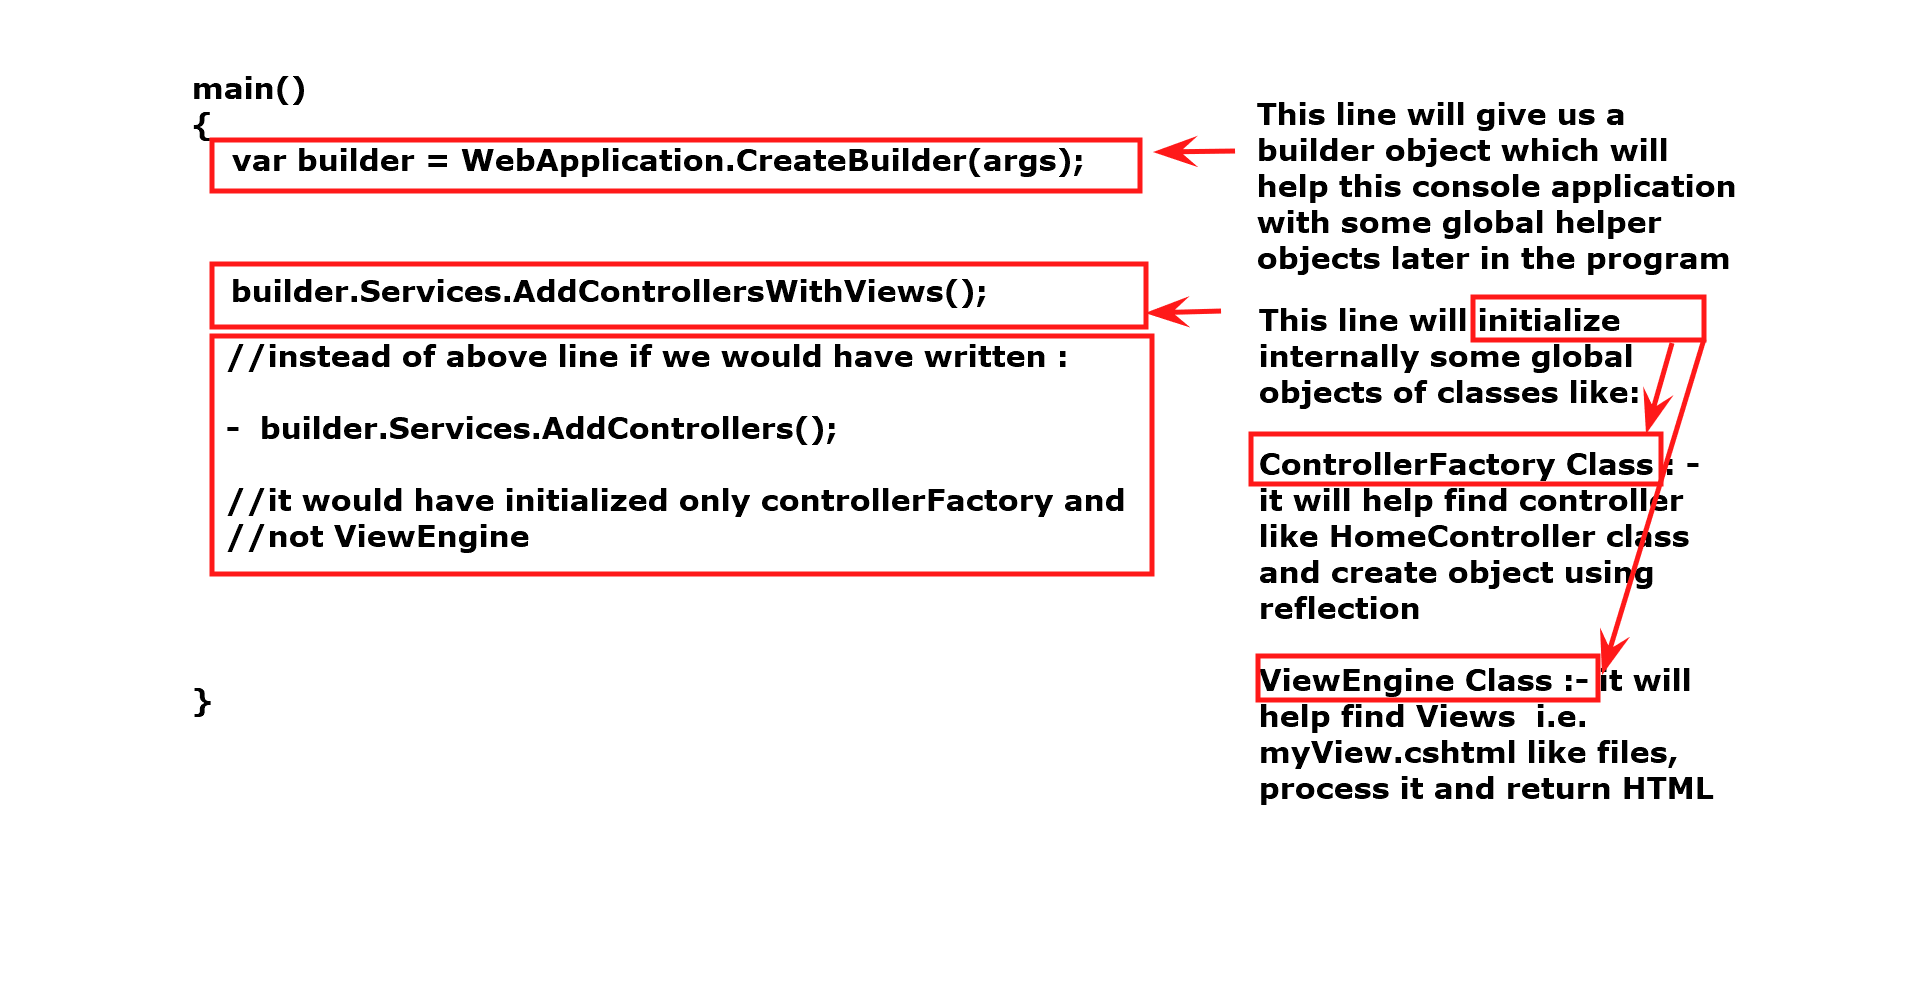 main()
{
var builder = WebApplication.CreateBuilder(args);
builder.Services.AddControllersWithViews();
//instead of above line if we would have written :
- builder.Services.AddControllers();
//it would have initialized only controllerFactory and
//not ViewEngine
}
This line will give us a
builder object which will
help this console application
with some global helper
objects later in the program
This line will initialize
internally some global
objects of classes like:
ControllerFactory Class : -
it will help find controller
like HomeController class
and create object using
reflection
ViewEngine Class :- it will
help find Views  i.e.
myView.cshtml like files,
process it and return HTML